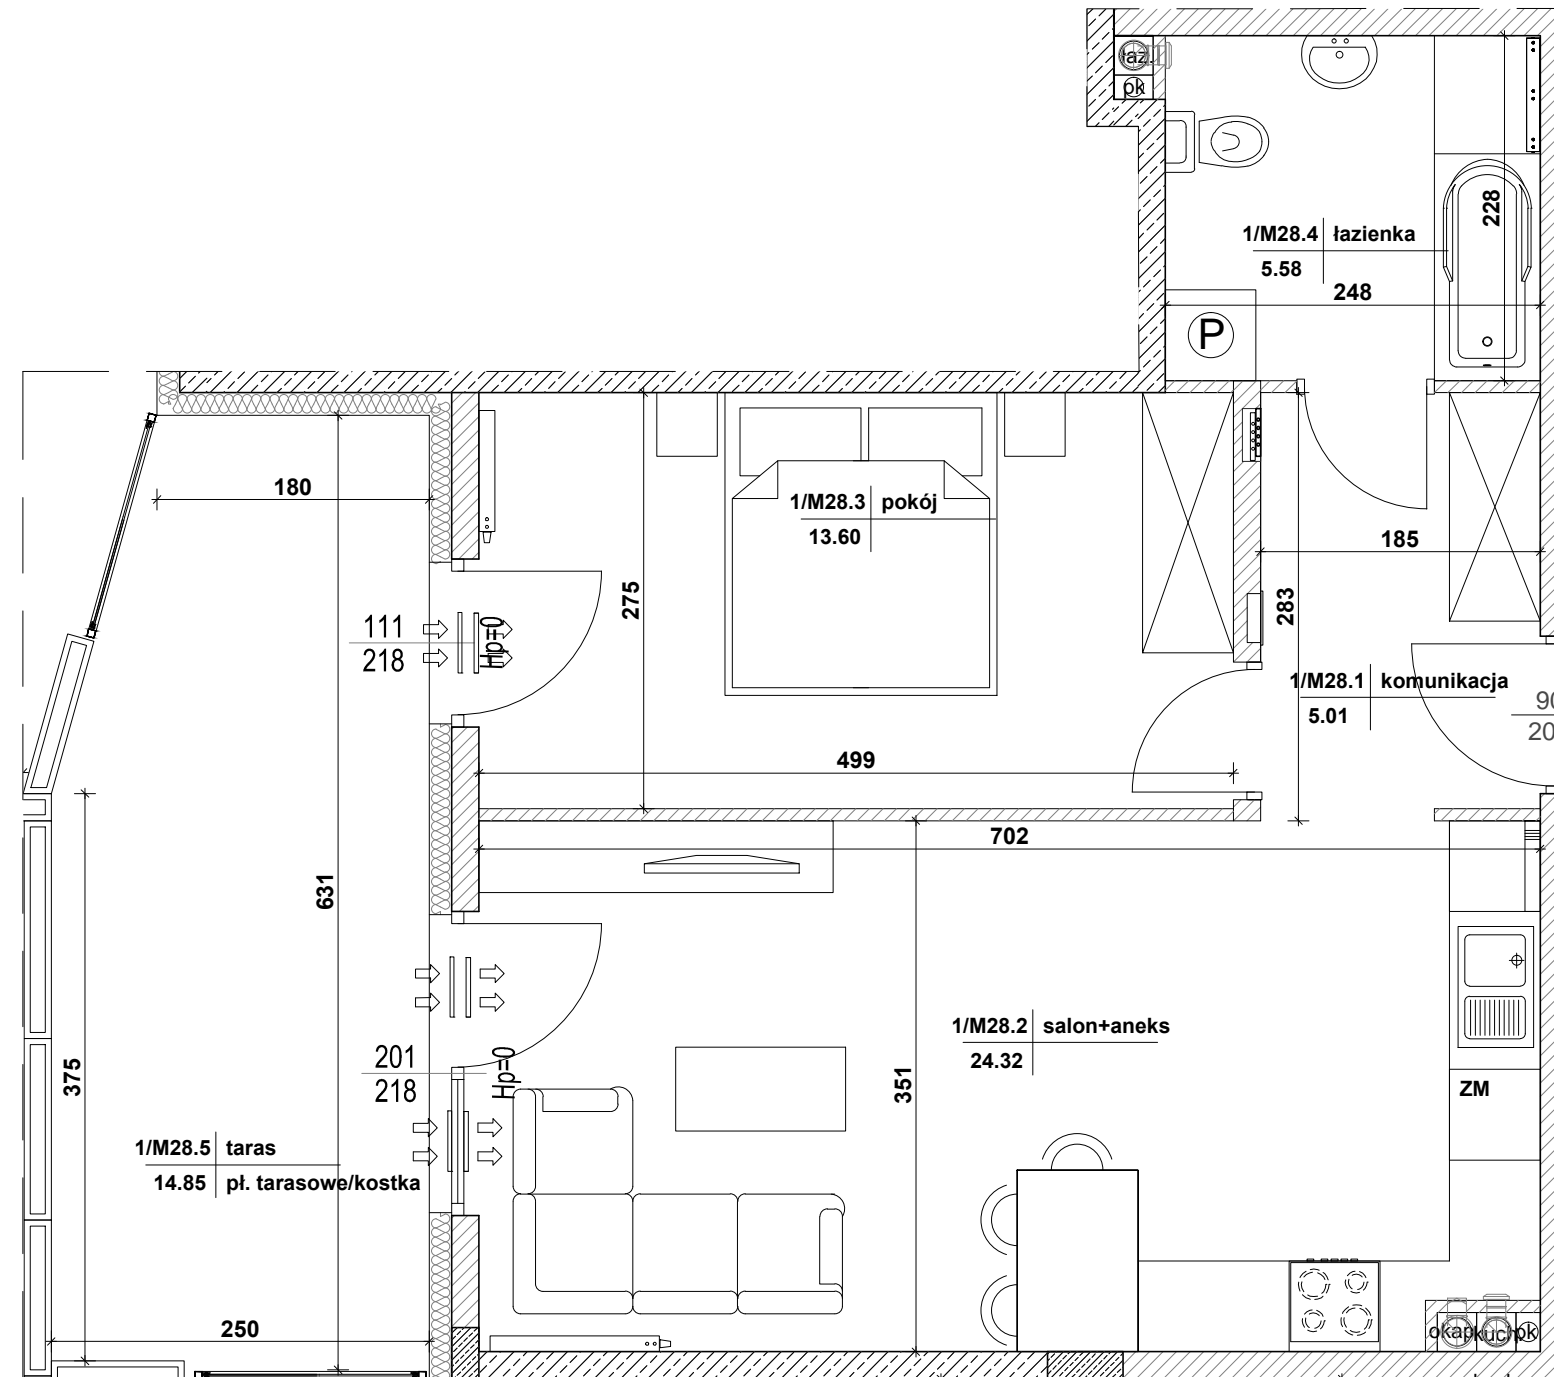 łaz.
pk
228
1/M28.4 łazienka
5.58
248
P
180
1/M28.3 pokój
13.60
185
275
283
111
218
Hp=0
1/M28.1 komunikacja
5.01
499
702
631
375
351
201
218
Hp=0
1/M28.2 salon+aneks
24.32
ZM
1/M28.5 taras
14.85 pł. tarasowe/kostka
250
okap kuch pk